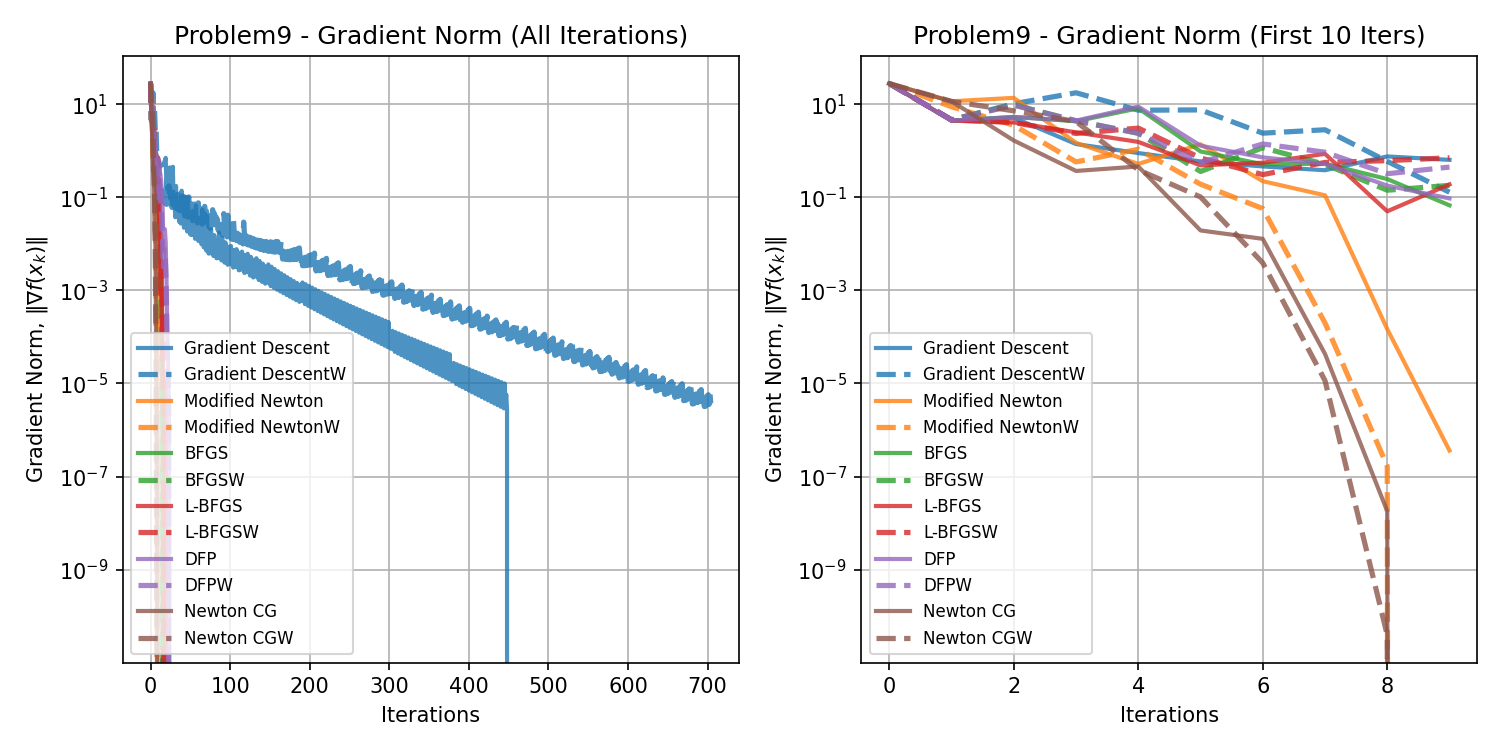 Problem9 - Gradient Norm (All Iterations)
Gradient Norm, ‖∇f(x_k)‖
10^1
10^-1
10^-3
10^-5
10^-7
10^-9
Gradient Descent
Gradient DescentW
Modified Newton
Modified NewtonW
BFGS
BFGSW
L-BFGS
L-BFGSW
DFP
DFPW
Newton CG
Newton CGW
0 100 200 300 400 500 600 700
Iterations
Problem9 - Gradient Norm (First 10 Iters)
Gradient Norm, ‖∇f(x_k)‖
10^1
10^-1
10^-3
10^-5
10^-7
10^-9
Gradient Descent
Gradient DescentW
Modified Newton
Modified NewtonW
BFGS
BFGSW
L-BFGS
L-BFGSW
DFP
DFPW
Newton CG
Newton CGW
0 2 4 6 8
Iterations